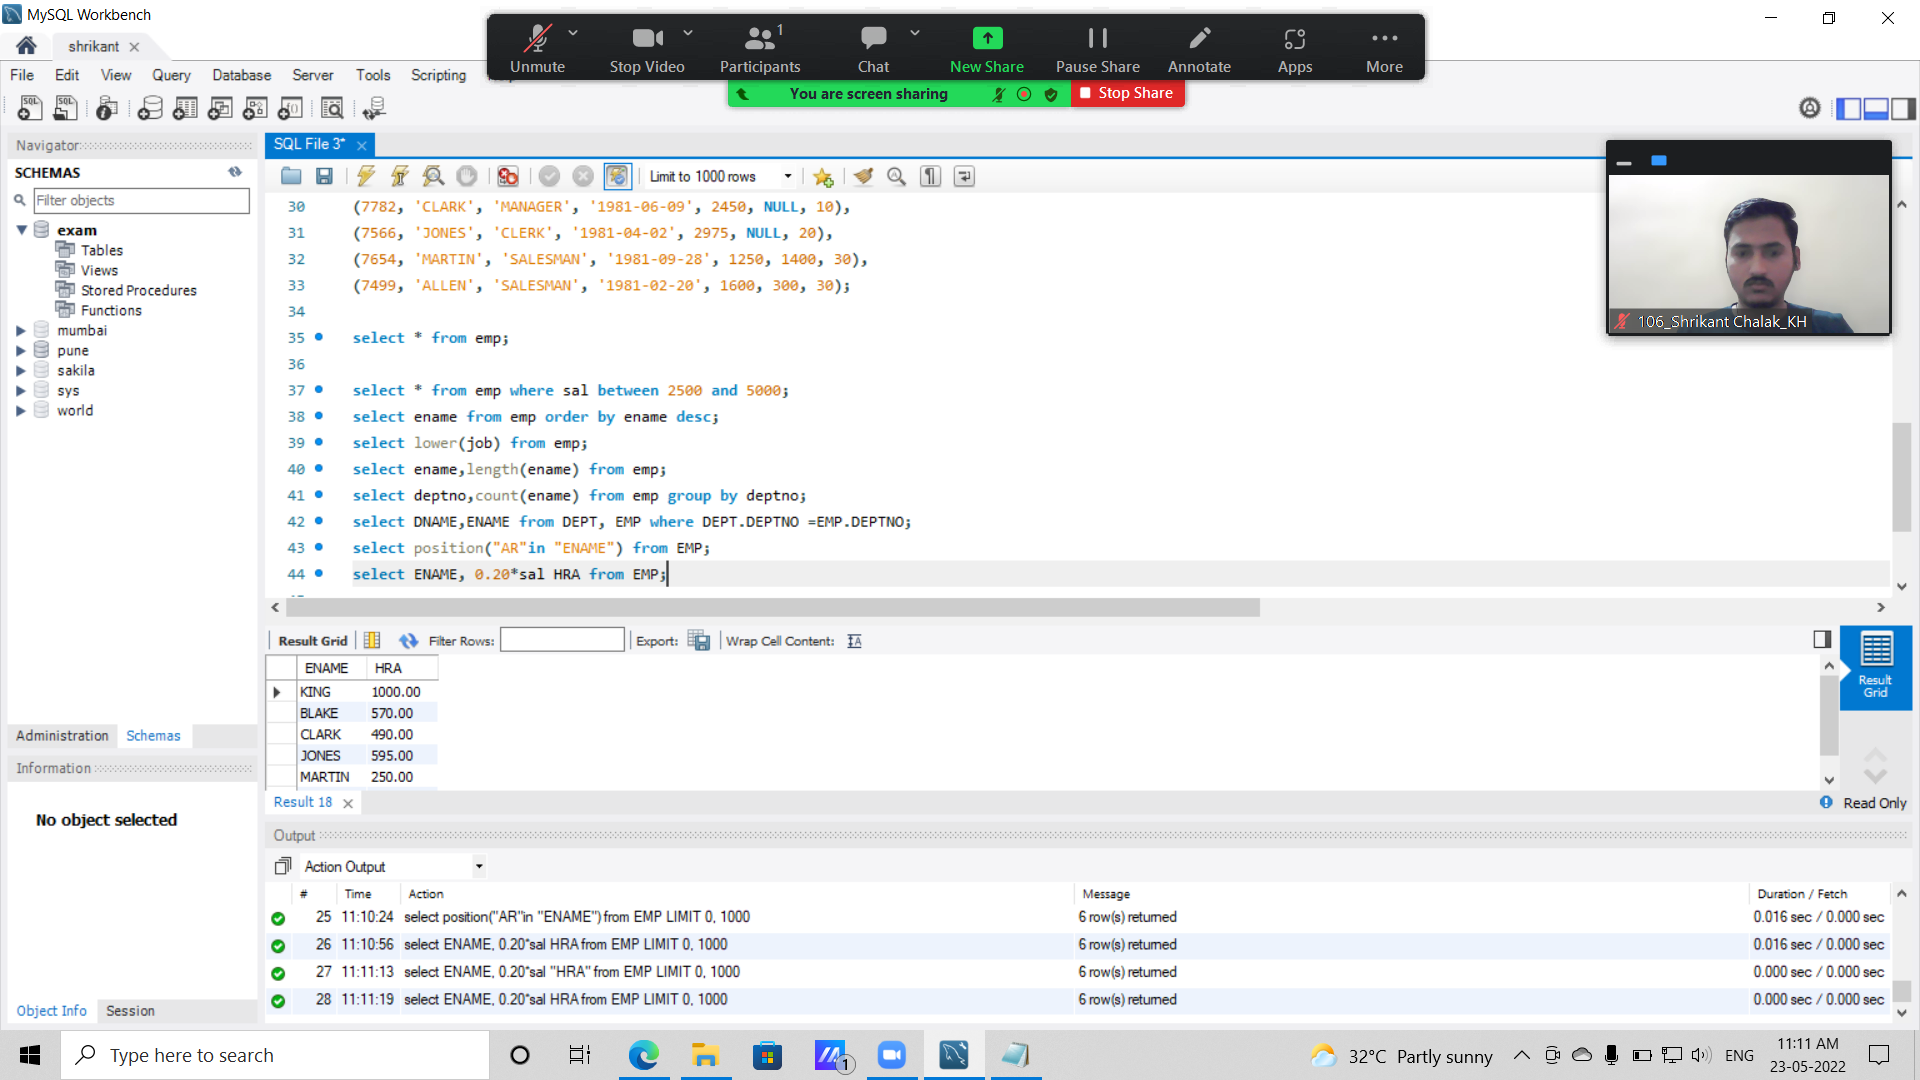 MySQL Workbench
shrikant
File Edit View Query Database Server Tools Scripting
Unmute Stop Video Participants 1 Chat New Share Pause Share Annotate Apps More
You are screen sharing Stop Share
Navigator
SCHEMAS
Filter objects
exam
Tables
Views
Stored Procedures
Functions
mumbai
pune
sakila
sys
world
Administration Schemas
Information
No object selected
Object Info Session
SQL File 3*
Limit to 1000 rows
30 (7782, 'CLARK', 'MANAGER', '1981-06-09', 2450, NULL, 10),
31 (7566, 'JONES', 'CLERK', '1981-04-02', 2975, NULL, 20),
32 (7654, 'MARTIN', 'SALESMAN', '1981-09-28', 1250, 1400, 30),
33 (7499, 'ALLEN', 'SALESMAN', '1981-02-20', 1600, 300, 30);
34
35 select * from emp;
36
37 select * from emp where sal between 2500 and 5000;
38 select ename from emp order by ename desc;
39 select lower(job) from emp;
40 select ename,length(ename) from emp;
41 select deptno,count(ename) from emp group by deptno;
42 select DNAME,ENAME from DEPT, EMP where DEPT.DEPTNO =EMP.DEPTNO;
43 select position("AR"in "ENAME") from EMP;
44 select ENAME, 0.20*sal HRA from EMP;
106_Shrikant Chalak_KH
Result Grid Filter Rows: Export: Wrap Cell Content:
ENAME HRA
KING 1000.00
BLAKE 570.00
CLARK 490.00
JONES 595.00
MARTIN 250.00
Result Grid
Result 18
Read Only
Output
Action Output
# Time Action Message Duration / Fetch
25 11:10:24 select position("AR"in "ENAME") from EMP LIMIT 0, 1000 6 row(s) returned 0.016 sec / 0.000 sec
26 11:10:56 select ENAME, 0.20*sal HRA from EMP LIMIT 0, 1000 6 row(s) returned 0.016 sec / 0.000 sec
27 11:11:13 select ENAME, 0.20*sal "HRA" from EMP LIMIT 0, 1000 6 row(s) returned 0.000 sec / 0.000 sec
28 11:11:19 select ENAME, 0.20*sal HRA from EMP LIMIT 0, 1000 6 row(s) returned 0.000 sec / 0.000 sec
Type here to search
1
32°C Partly sunny
ENG
11:11 AM
23-05-2022